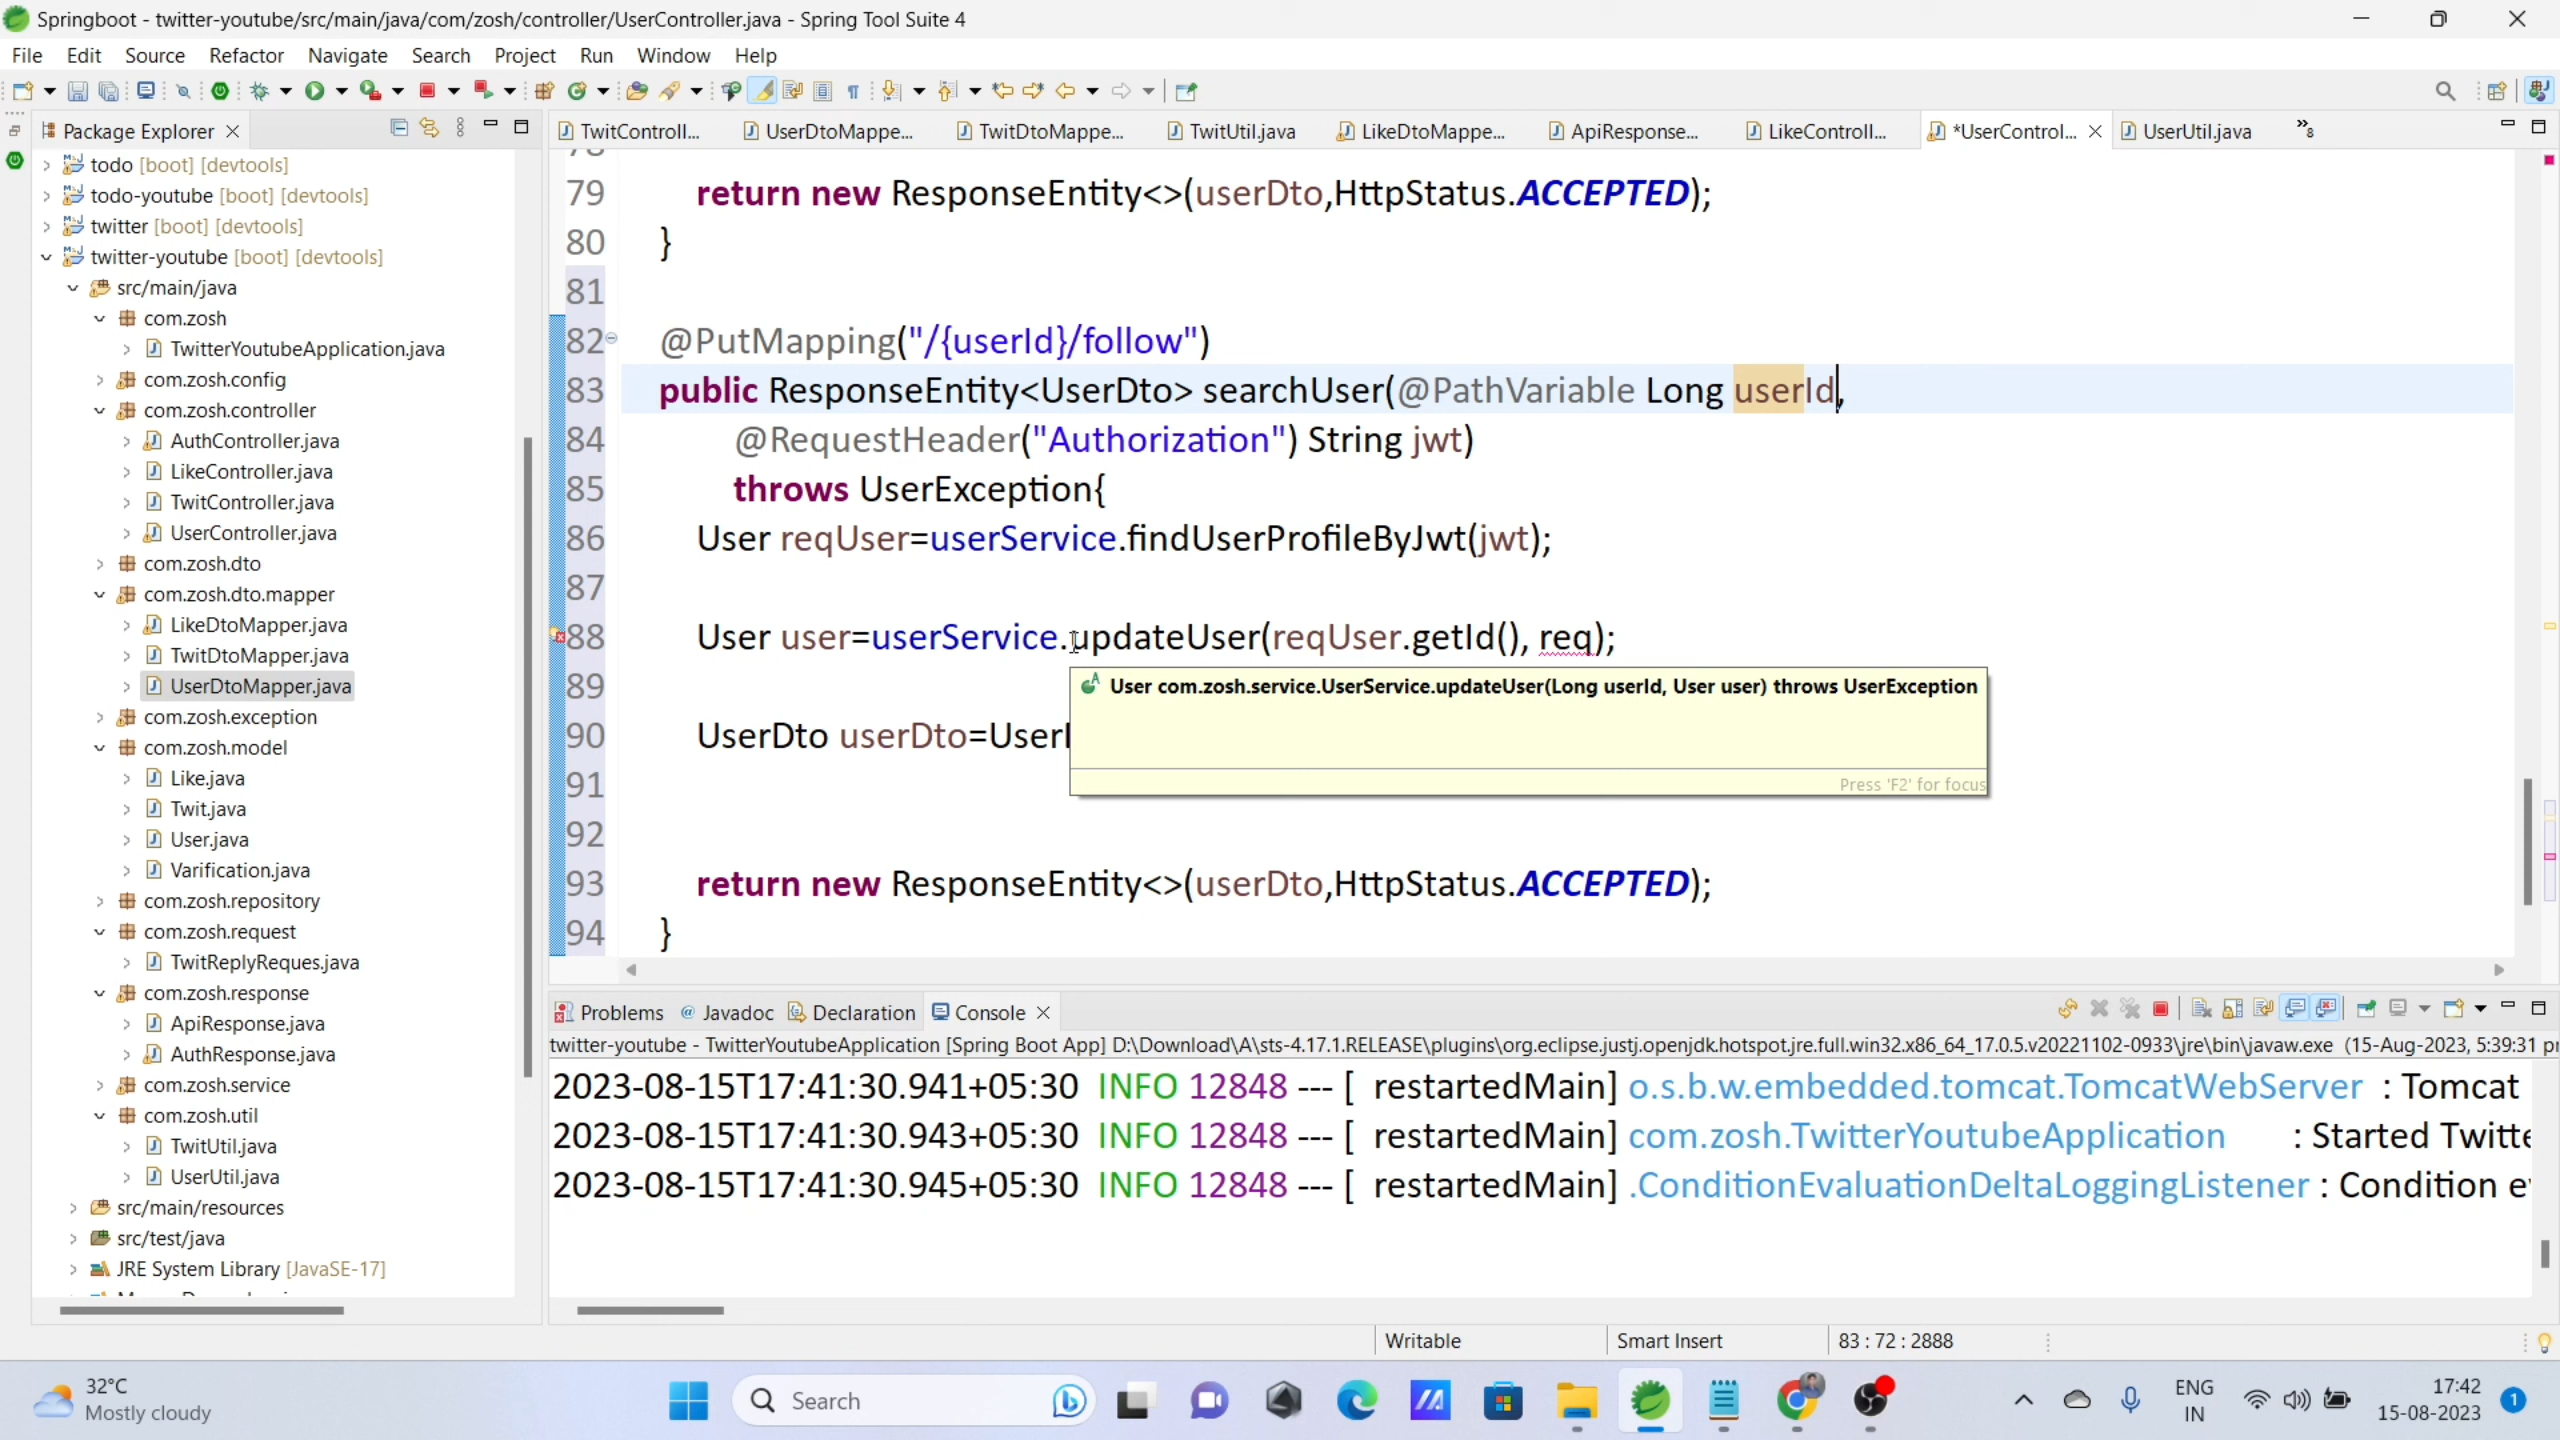 Springboot - twitter-youtube/src/main/java/com/zosh/controller/UserController.java - Spring Tool Suite 4
File Edit Source Refactor Navigate Search Project Run Window Help
Package Explorer
TwitControll... UserDtoMappe... TwitDtoMappe... TwitUtil.java LikeDtoMappe... ApiResponse... LikeControll... *UserControl... UserUtil.java »8
todo [boot] [devtools]
todo-youtube [boot] [devtools]
twitter [boot] [devtools]
twitter-youtube [boot] [devtools]
src/main/java
com.zosh
TwitterYoutubeApplication.java
com.zosh.config
com.zosh.controller
AuthController.java
LikeController.java
TwitController.java
UserController.java
com.zosh.dto
com.zosh.dto.mapper
LikeDtoMapper.java
TwitDtoMapper.java
UserDtoMapper.java
com.zosh.exception
com.zosh.model
Like.java
Twit.java
User.java
Varification.java
com.zosh.repository
com.zosh.request
TwitReplyReques.java
com.zosh.response
ApiResponse.java
AuthResponse.java
com.zosh.service
com.zosh.util
TwitUtil.java
UserUtil.java
src/main/resources
src/test/java
JRE System Library [JavaSE-17]
79 return new ResponseEntity<>(userDto,HttpStatus.ACCEPTED);
80 }
81
82 @PutMapping("/{userId}/follow")
83 public ResponseEntity<UserDto> searchUser(@PathVariable Long userId,
84 @RequestHeader("Authorization") String jwt)
85 throws UserException{
86 User reqUser=userService.findUserProfileByJwt(jwt);
87
88 User user=userService.updateUser(reqUser.getId(), req);
89
User com.zosh.service.UserService.updateUser(Long userId, User user) throws UserException
90 UserDto userDto=User
91
Press 'F2' for focus
92
93 return new ResponseEntity<>(userDto,HttpStatus.ACCEPTED);
94 }
Problems @ Javadoc Declaration Console
twitter-youtube - TwitterYoutubeApplication [Spring Boot App] D:\Download\A\sts-4.17.1.RELEASE\plugins\org.eclipse.justj.openjdk.hotspot.jre.full.win32.x86_64_17.0.5.v20221102-0933\jre\bin\javaw.exe (15-Aug-2023, 5:39:31 p
2023-08-15T17:41:30.941+05:30 INFO 12848 --- [ restartedMain] o.s.b.w.embedded.tomcat.TomcatWebServer : Tomcat
2023-08-15T17:41:30.943+05:30 INFO 12848 --- [ restartedMain] com.zosh.TwitterYoutubeApplication : Started Twitte
2023-08-15T17:41:30.945+05:30 INFO 12848 --- [ restartedMain] .ConditionEvaluationDeltaLoggingListener : Condition e
Writable Smart Insert 83 : 72 : 2888
32°C
Mostly cloudy
Search
ENG
IN
17:42
15-08-2023
1